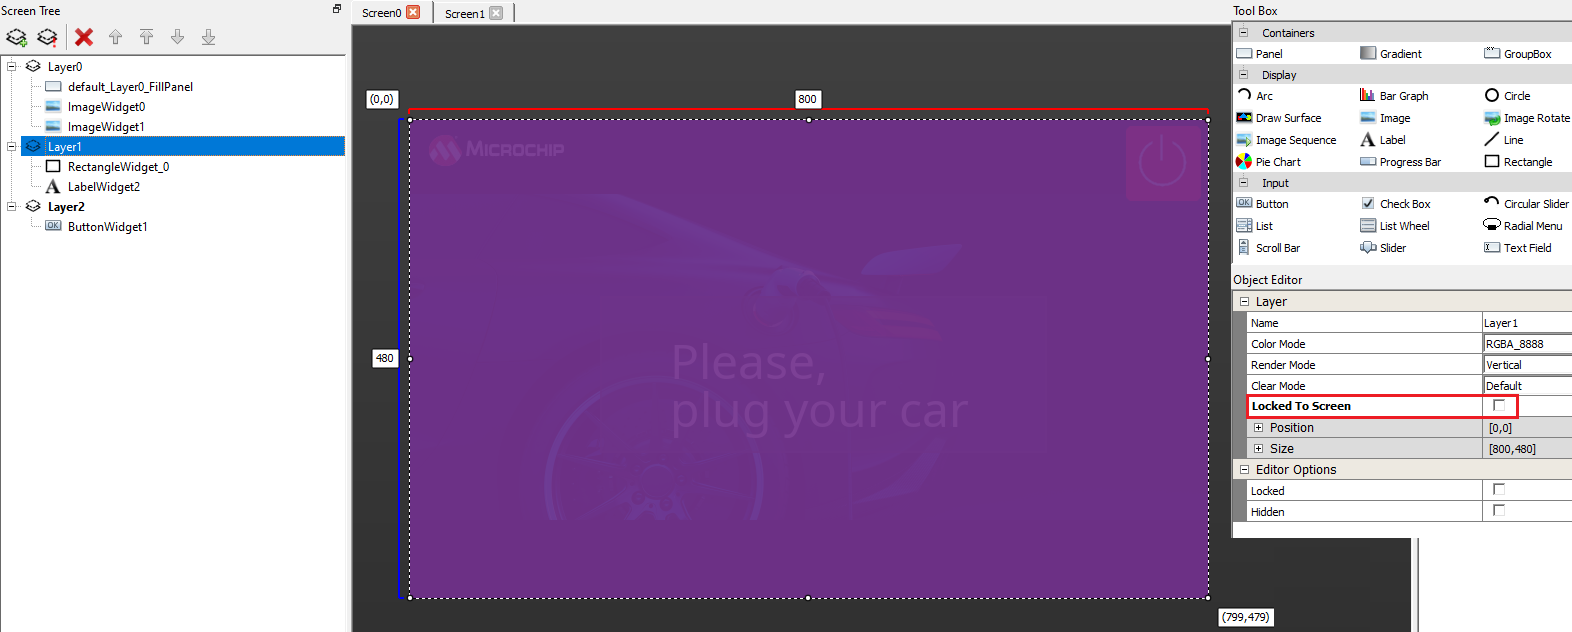 Screen Tree
Layer0
default_Layer0_FillPanel
ImageWidget0
ImageWidget1
Layer1
RectangleWidget_0
LabelWidget2
Layer2
OK ButtonWidget1
Screen0 Screen1
(0,0) 800
MICROCHIP
480
Please,
plug your car
(799,479)
Tool Box
Containers
Panel Gradient GroupBox
Display
Arc Bar Graph Circle
Draw Surface Image Image Rotate
Image Sequence Label Line
Pie Chart Progress Bar Rectangle
Input
OK Button Check Box Circular Slider
List List Wheel Radial Menu
Scroll Bar Slider Text Field
Object Editor
Layer
Name Layer1
Color Mode RGBA_8888
Render Mode Vertical
Clear Mode Default
Locked To Screen
Position [0,0]
Size [800,480]
Editor Options
Locked
Hidden